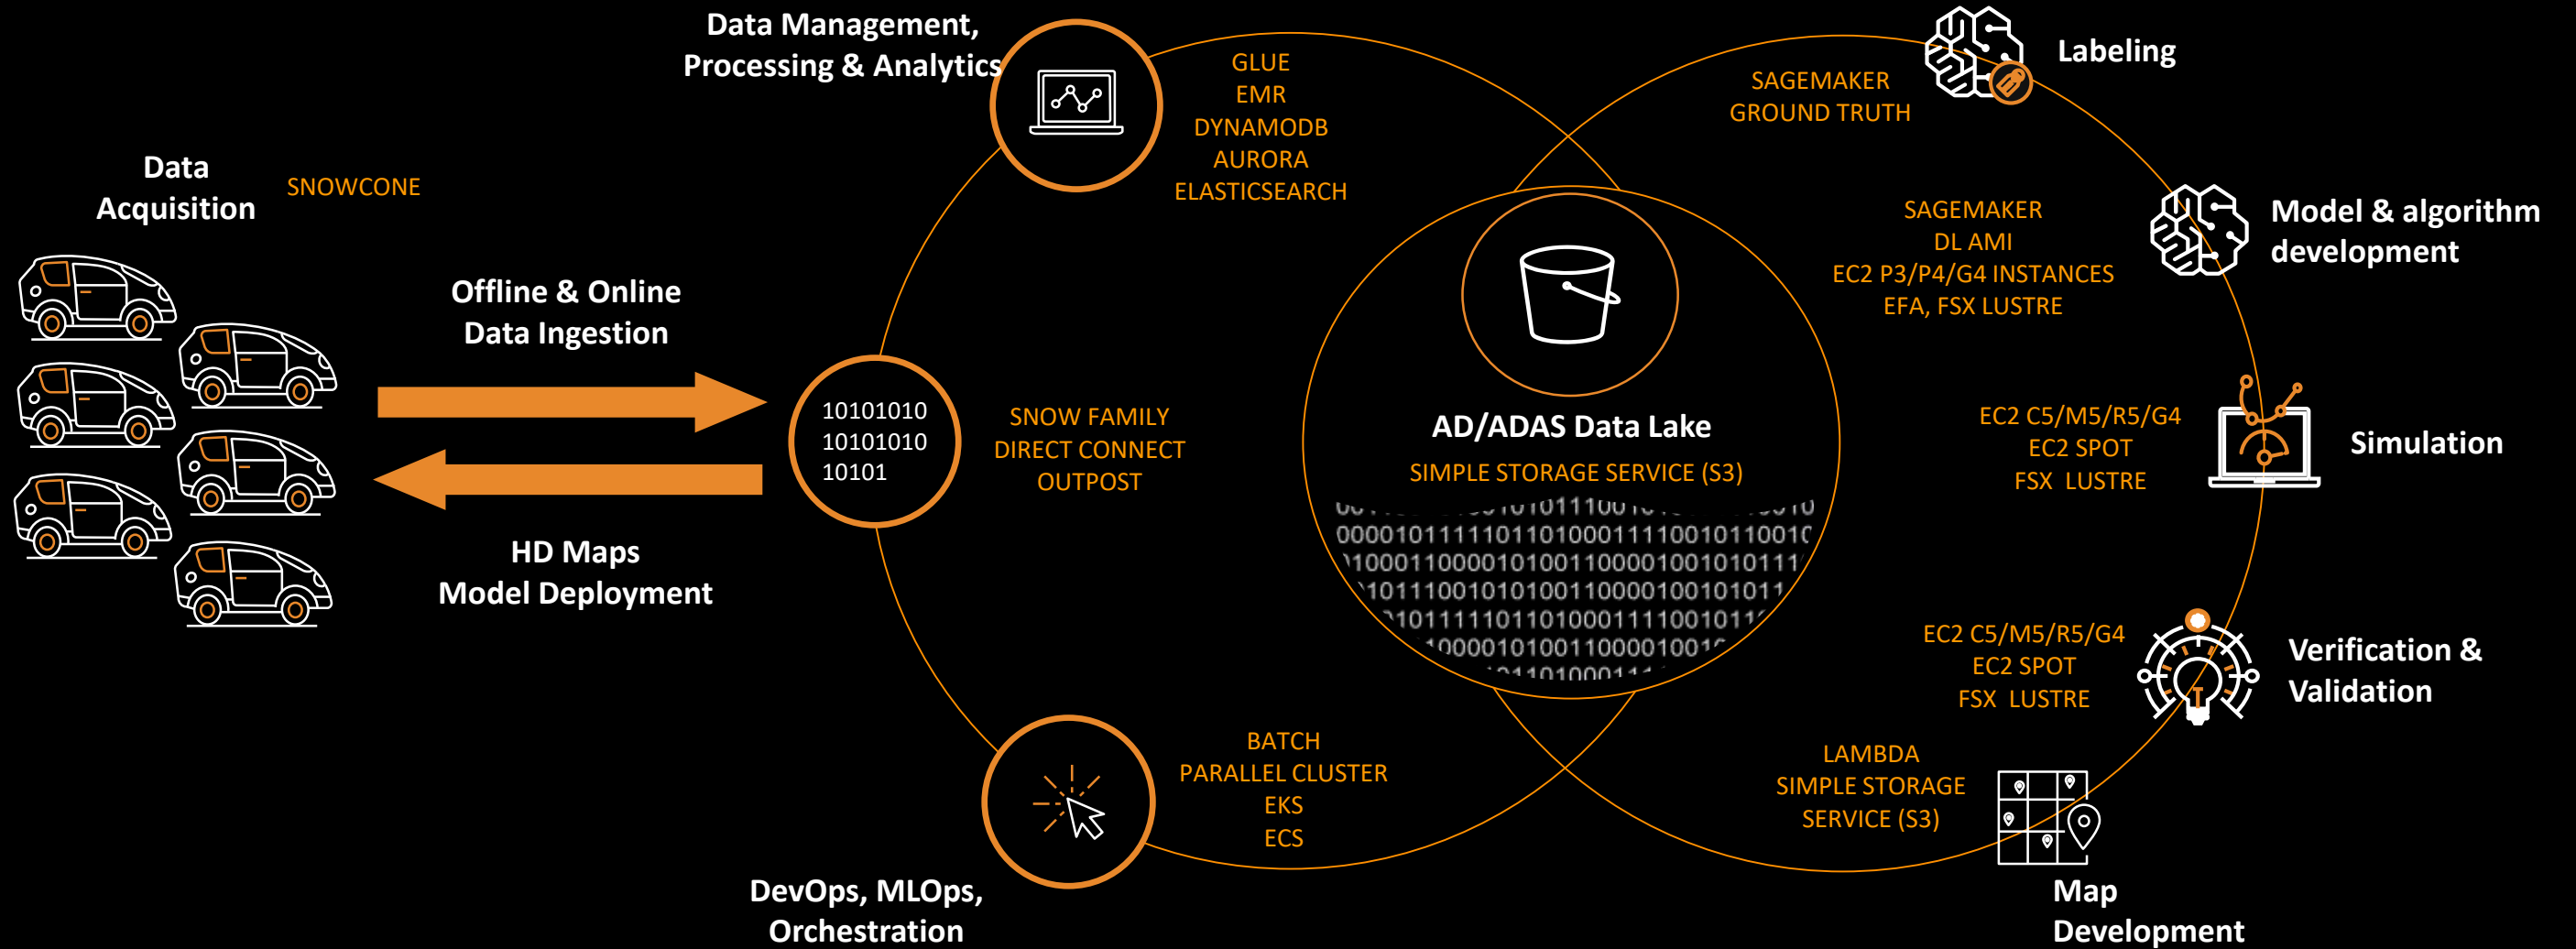 Data Management,
Processing & Analytics
GLUE
EMR
DYNAMODB
AURORA
ELASTICSEARCH
Data
Acquisition
SNOWCONE
Offline & Online
Data Ingestion
HD Maps
Model Deployment
10101010
10101010
10101
SNOW FAMILY
DIRECT CONNECT
OUTPOST
BATCH
PARALLEL CLUSTER
EKS
ECS
DevOps, MLOps,
Orchestration
AD/ADAS Data Lake
SIMPLE STORAGE SERVICE (S3)
SAGEMAKER
GROUND TRUTH
Labeling
SAGEMAKER
DL AMI
EC2 P3/P4/G4 INSTANCES
EFA, FSX LUSTRE
Model & algorithm
development
EC2 C5/M5/R5/G4
EC2 SPOT
FSX LUSTRE
Simulation
EC2 C5/M5/R5/G4
EC2 SPOT
FSX LUSTRE
Verification &
Validation
LAMBDA
SIMPLE STORAGE
SERVICE (S3)
Map
Development